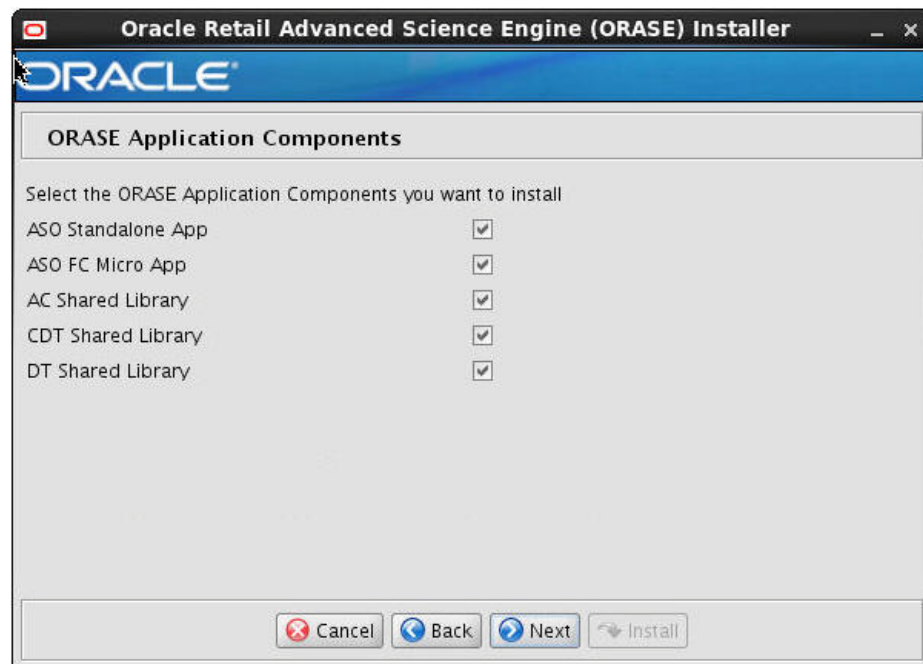 Oracle Retail Advanced Science Engine (ORASE) Installer
ORACLE
ORASE Application Components
Select the ORASE Application Components you want to install
ASO Standalone App
ASO FC Micro App
AC Shared Library
CDT Shared Library
DT Shared Library
Cancel Back Next Install